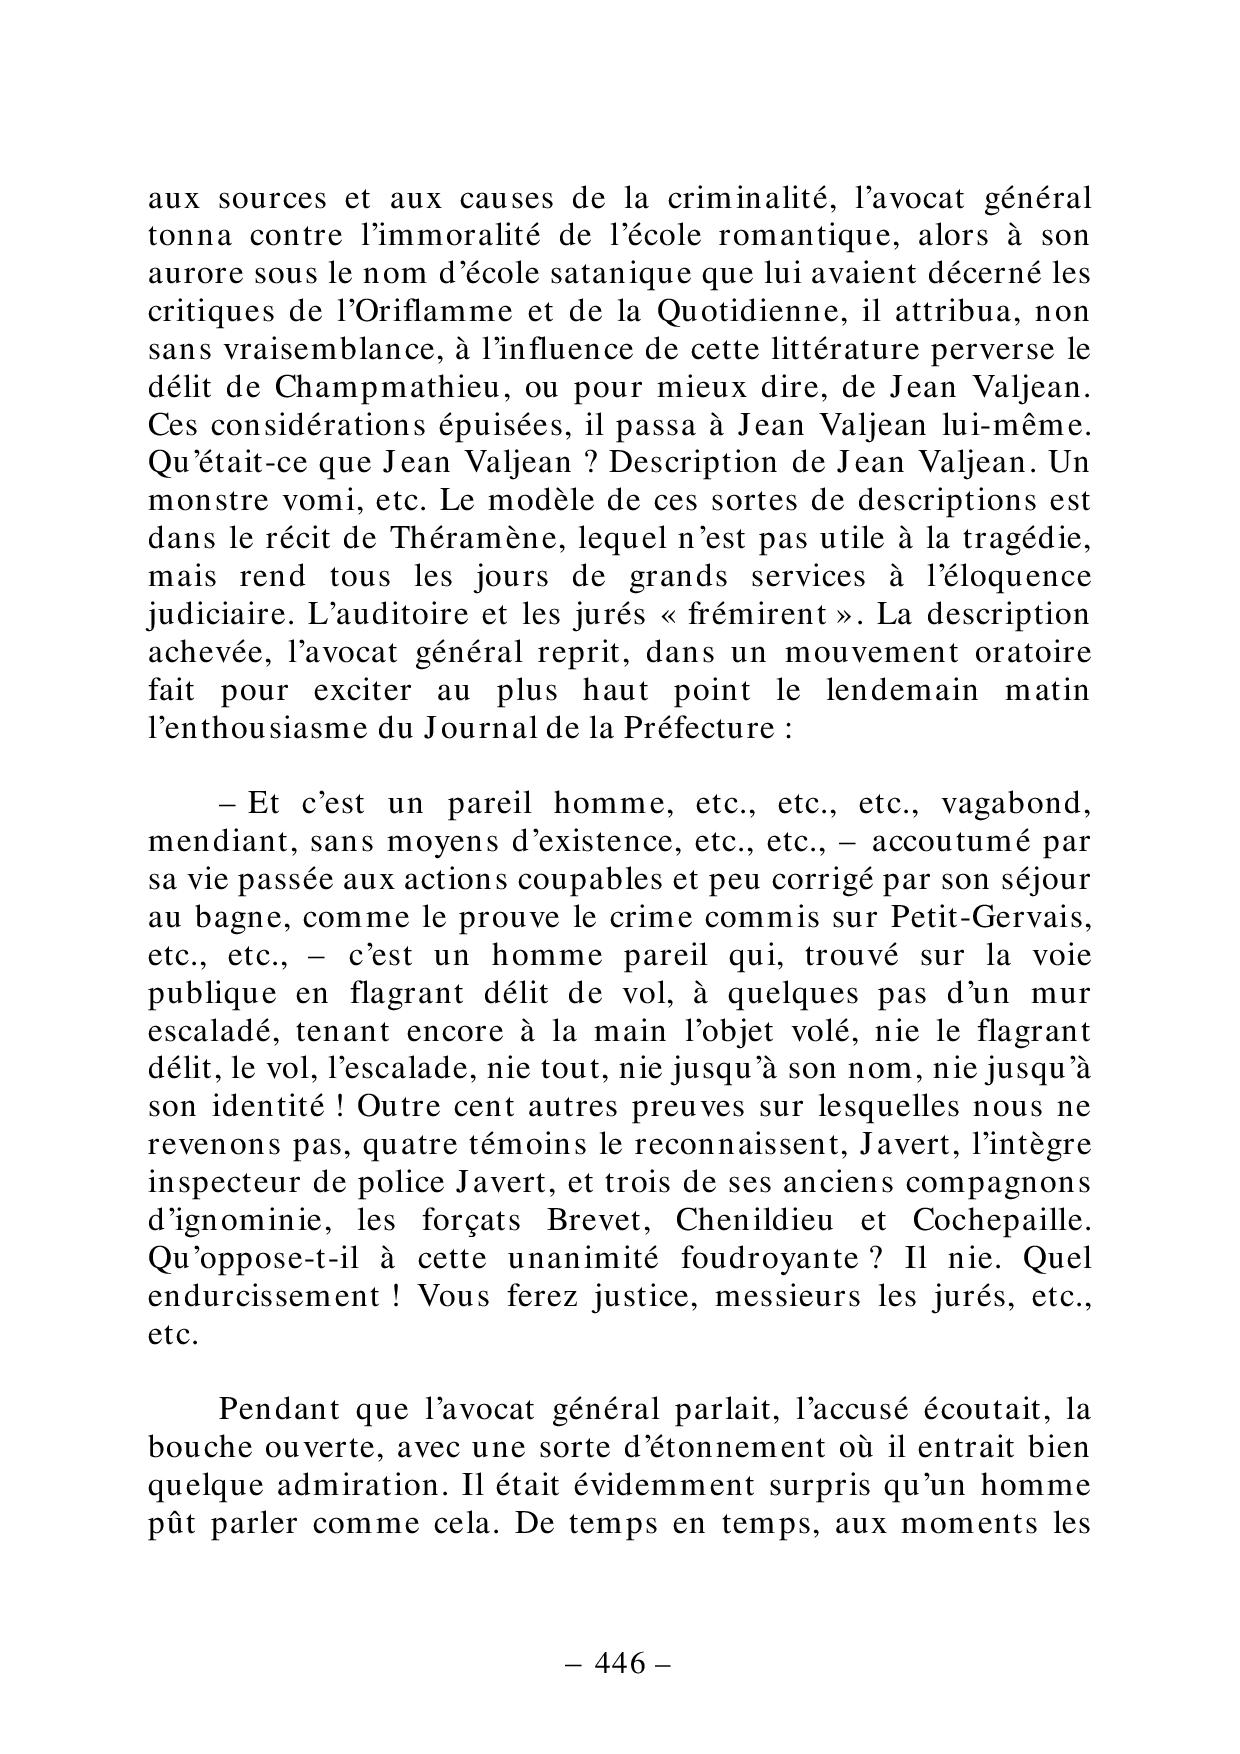 aux sources et aux causes de la criminalité, l’avocat général
tonna contre l’immoralité de l’école romantique, alors à son
aurore sous le nom d’école satanique que lui avaient décerné les
critiques de l’Oriflamme et de la Quotidienne, il attribua, non
sans vraisemblance, à l’influence de cette littérature perverse le
délit de Champmathieu, ou pour mieux dire, de Jean Valjean.
Ces considérations épuisées, il passa à Jean Valjean lui-même.
Qu’était-ce que Jean Valjean ? Description de Jean Valjean. Un
monstre vomi, etc. Le modèle de ces sortes de descriptions est
dans le récit de Théramène, lequel n’est pas utile à la tragédie,
mais rend tous les jours de grands services à l’éloquence
judiciaire. L’auditoire et les jurés « frémirent ». La description
achevée, l’avocat général reprit, dans un mouvement oratoire
fait pour exciter au plus haut point le lendemain matin
l’enthousiasme du Journal de la Préfecture :
– Et c’est un pareil homme, etc., etc., etc., vagabond,
mendiant, sans moyens d’existence, etc., etc., – accoutumé par
sa vie passée aux actions coupables et peu corrigé par son séjour
au bagne, comme le prouve le crime commis sur Petit-Gervais,
etc., etc., – c’est un homme pareil qui, trouvé sur la voie
publique en flagrant délit de vol, à quelques pas d’un mur
escaladé, tenant encore à la main l’objet volé, nie le flagrant
délit, le vol, l’escalade, nie tout, nie jusqu’à son nom, nie jusqu’à
son identité ! Outre cent autres preuves sur lesquelles nous ne
revenons pas, quatre témoins le reconnaissent, Javert, l’intègre
inspecteur de police Javert, et trois de ses anciens compagnons
d’ignominie, les forçats Brevet, Chenildieu et Cochepaille.
Qu’oppose-t-il à cette unanimité foudroyante ? Il nie. Quel
endurcissement ! Vous ferez justice, messieurs les jurés, etc.,
etc.
Pendant que l’avocat général parlait, l’accusé écoutait, la
bouche ouverte, avec une sorte d’étonnement où il entrait bien
quelque admiration. Il était évidemment surpris qu’un homme
pût parler comme cela. De temps en temps, aux moments les
– 446 –